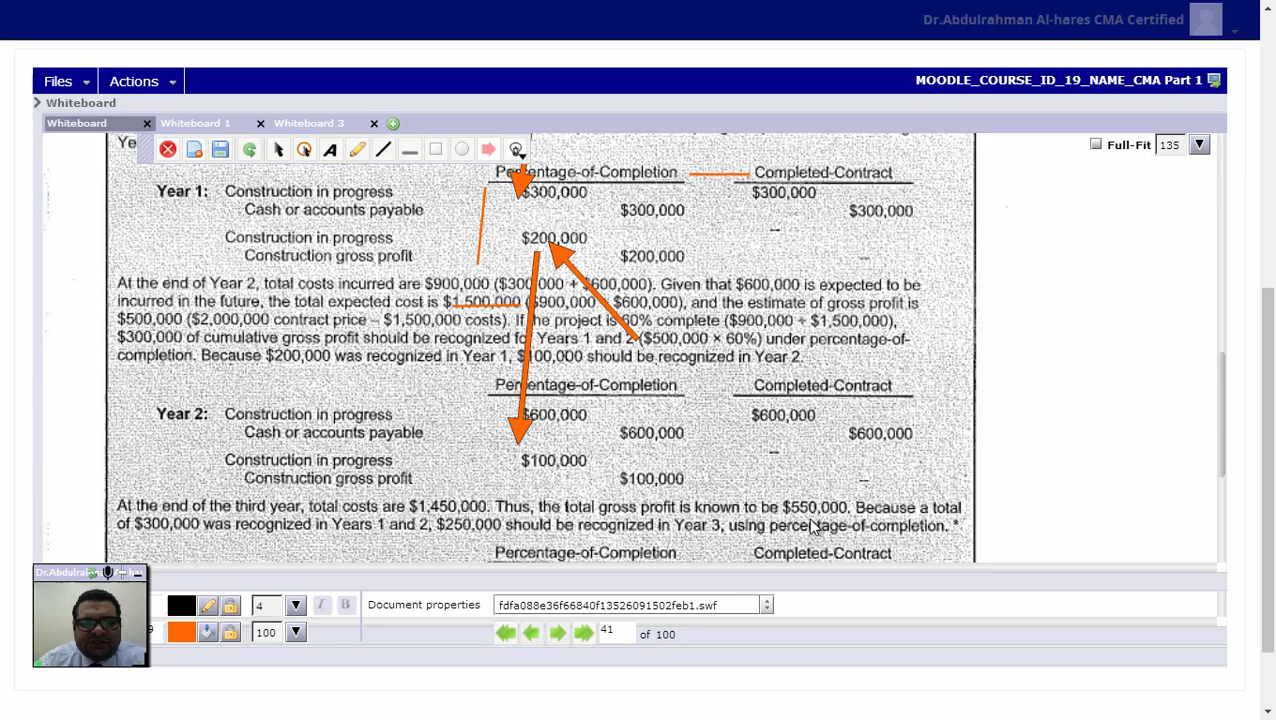 Dr.Abdulrahman Al-hares CMA Certified
Files Actions MOODLE_COURSE_ID_19_NAME_CMA Part 1
Whiteboard
Whiteboard Whiteboard 1 Whiteboard 3
Ye
Full-Fit 135
Percentage-of-Completion Completed-Contract
Year 1: Construction in progress $300,000 $300,000
Cash or accounts payable $300,000 $300,000
Construction in progress $200,000 --
Construction gross profit $200,000 --
At the end of Year 2, total costs incurred are $900,000 ($300,000 + $600,000). Given that $600,000 is expected to be
incurred in the future, the total expected cost is $1,500,000 ($900,000 $600,000), and the estimate of gross profit is
$500,000 ($2,000,000 contract price – $1,500,000 costs). If the project is 60% complete ($900,000 ÷ $1,500,000),
$300,000 of cumulative gross profit should be recognized for Years 1 and 2 ($500,000 × 60%) under percentage-of-
completion. Because $200,000 was recognized in Year 1, $100,000 should be recognized in Year 2.
Percentage-of-Completion Completed-Contract
Year 2: Construction in progress $600,000 $600,000
Cash or accounts payable $600,000 $600,000
Construction in progress $100,000 --
Construction gross profit $100,000 --
At the end of the third year, total costs are $1,450,000. Thus, the total gross profit is known to be $550,000. Because a total
of $300,000 was recognized in Years 1 and 2, $250,000 should be recognized in Year 3, using percentage-of-completion. *
Percentage-of-Completion Completed-Contract
4 I B Document properties fdfa088e36f66840f13526091502feb1.swf
9 100 41 of 100